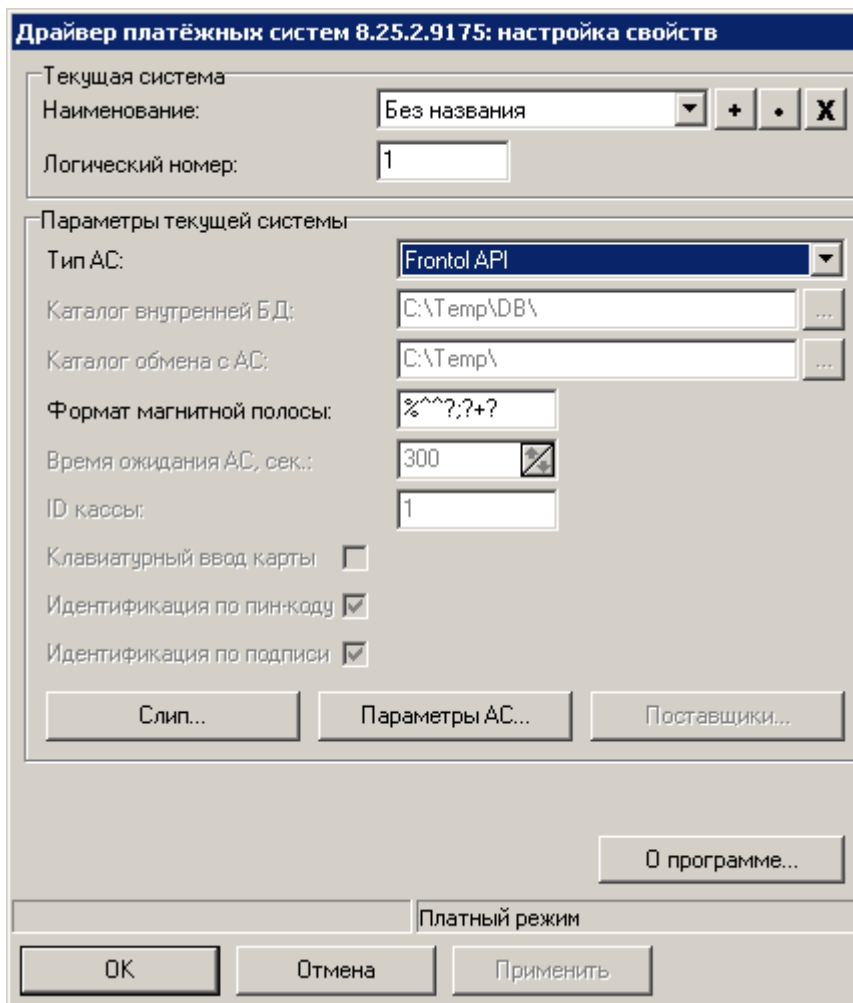 Драйвер платёжных систем 8.25.2.9175: настройка свойств
Текущая система
Наименование: Без названия + • X
Логический номер: 1
Параметры текущей системы
Тип АС: Frontol API
Каталог внутренней БД: C:\Temp\DB\ ...
Каталог обмена с АС: C:\Temp\ ...
Формат магнитной полосы: %^^?;?+?
Время ожидания АС, сек.: 300
ID кассы: 1
Клавиатурный ввод карты
Идентификация по пин-коду
Идентификация по подписи
Слип... Параметры АС... Поставщики...
О программе...
Платный режим
ОК Отмена Применить